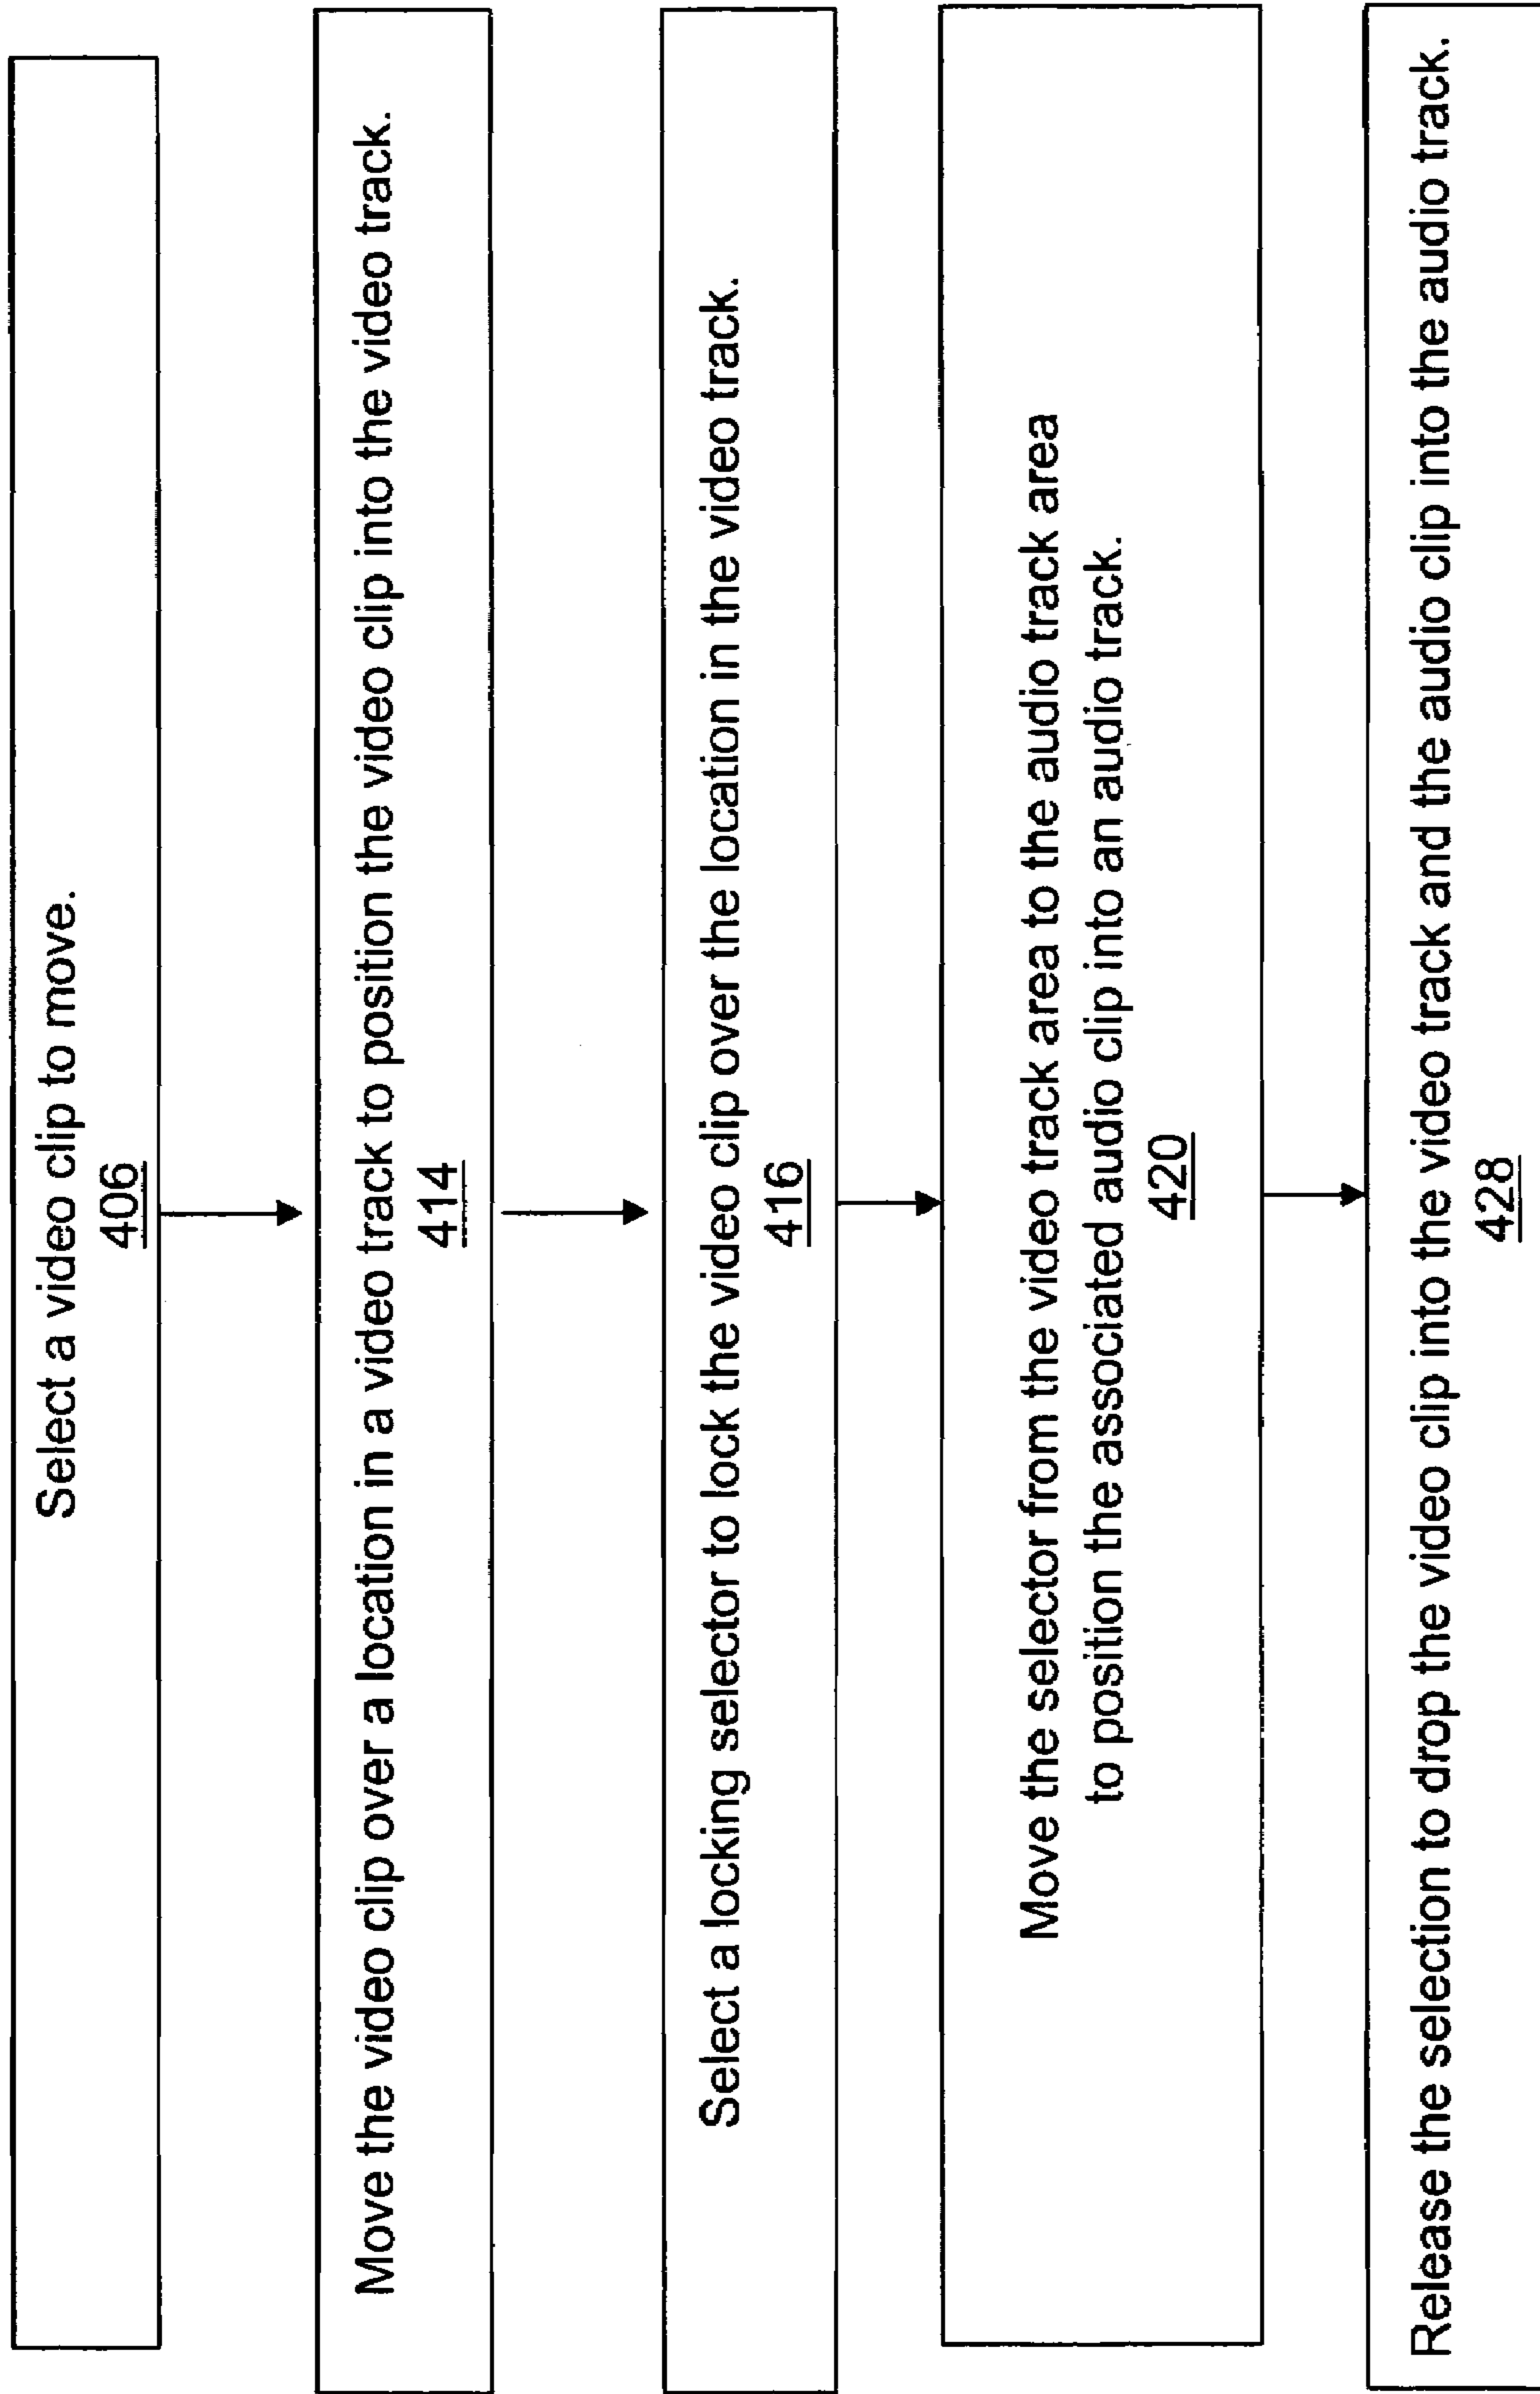 Select a video clip to move.
406
Move the video clip over a location in a video track to position the video clip into the video track.
414
Select a locking selector to lock the video clip over the location in the video track.
416
Move the selector from the video track area to the audio track area
to position the associated audio clip into an audio track.
420
Release the selection to drop the video clip into the video track and the audio clip into the audio track.
428